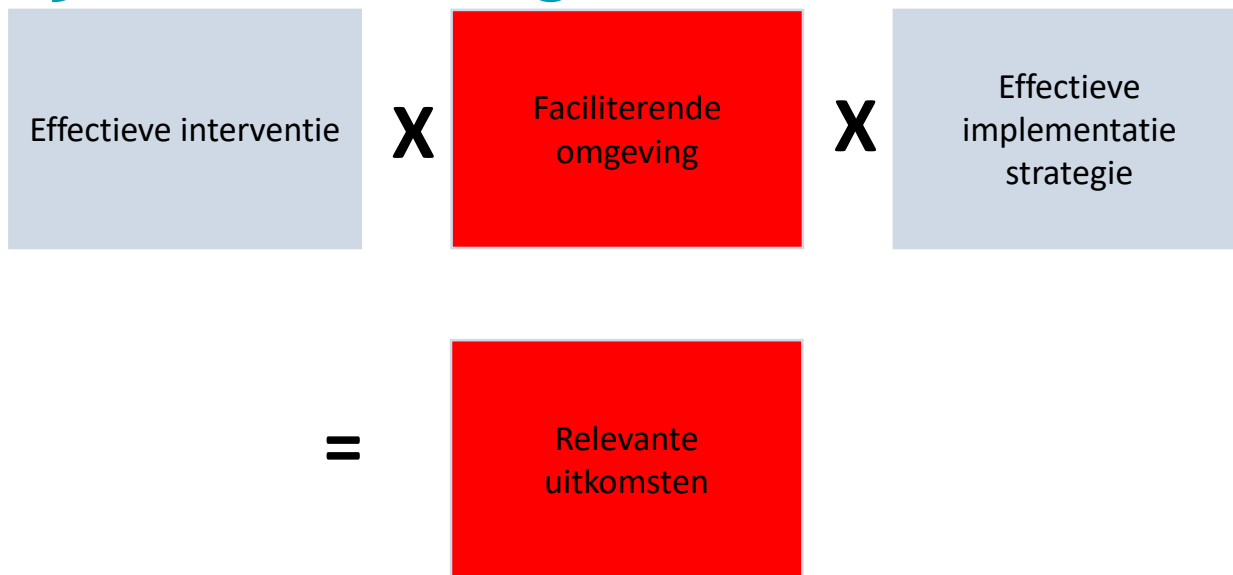 Effectieve interventie
X
Faciliterende
omgeving
X
Effectieve
implementatie
strategie
=
Relevante
uitkomsten